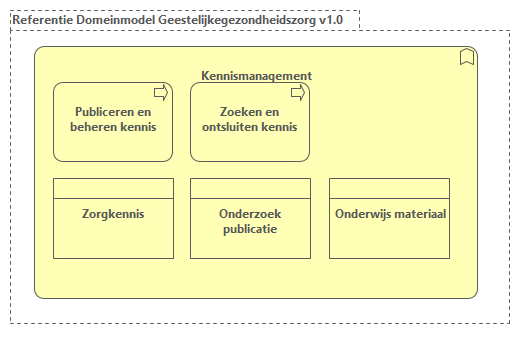 Referentie Domeinmodel Geestelijkegezondheidszorg v1.0
Kennismanagement
Publiceren en
beheren kennis
Zoeken en
ontsluiten kennis
Zorgkennis
Onderzoek
publicatie
Onderwijs materiaal